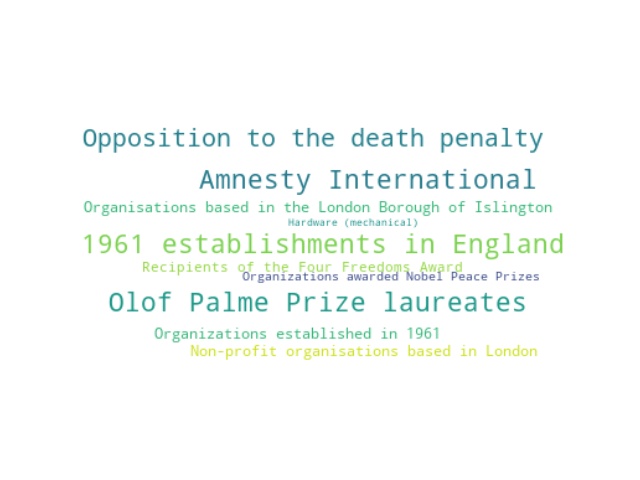 Opposition to the death penalty
Amnesty International
Organisations based in the London Borough of Islington
Hardware (mechanical)
1961 establishments in England
Recipients of the Four Freedoms Award
Organizations awarded Nobel Peace Prizes
Olof Palme Prize laureates
Organizations established in 1961
Non-profit organisations based in London